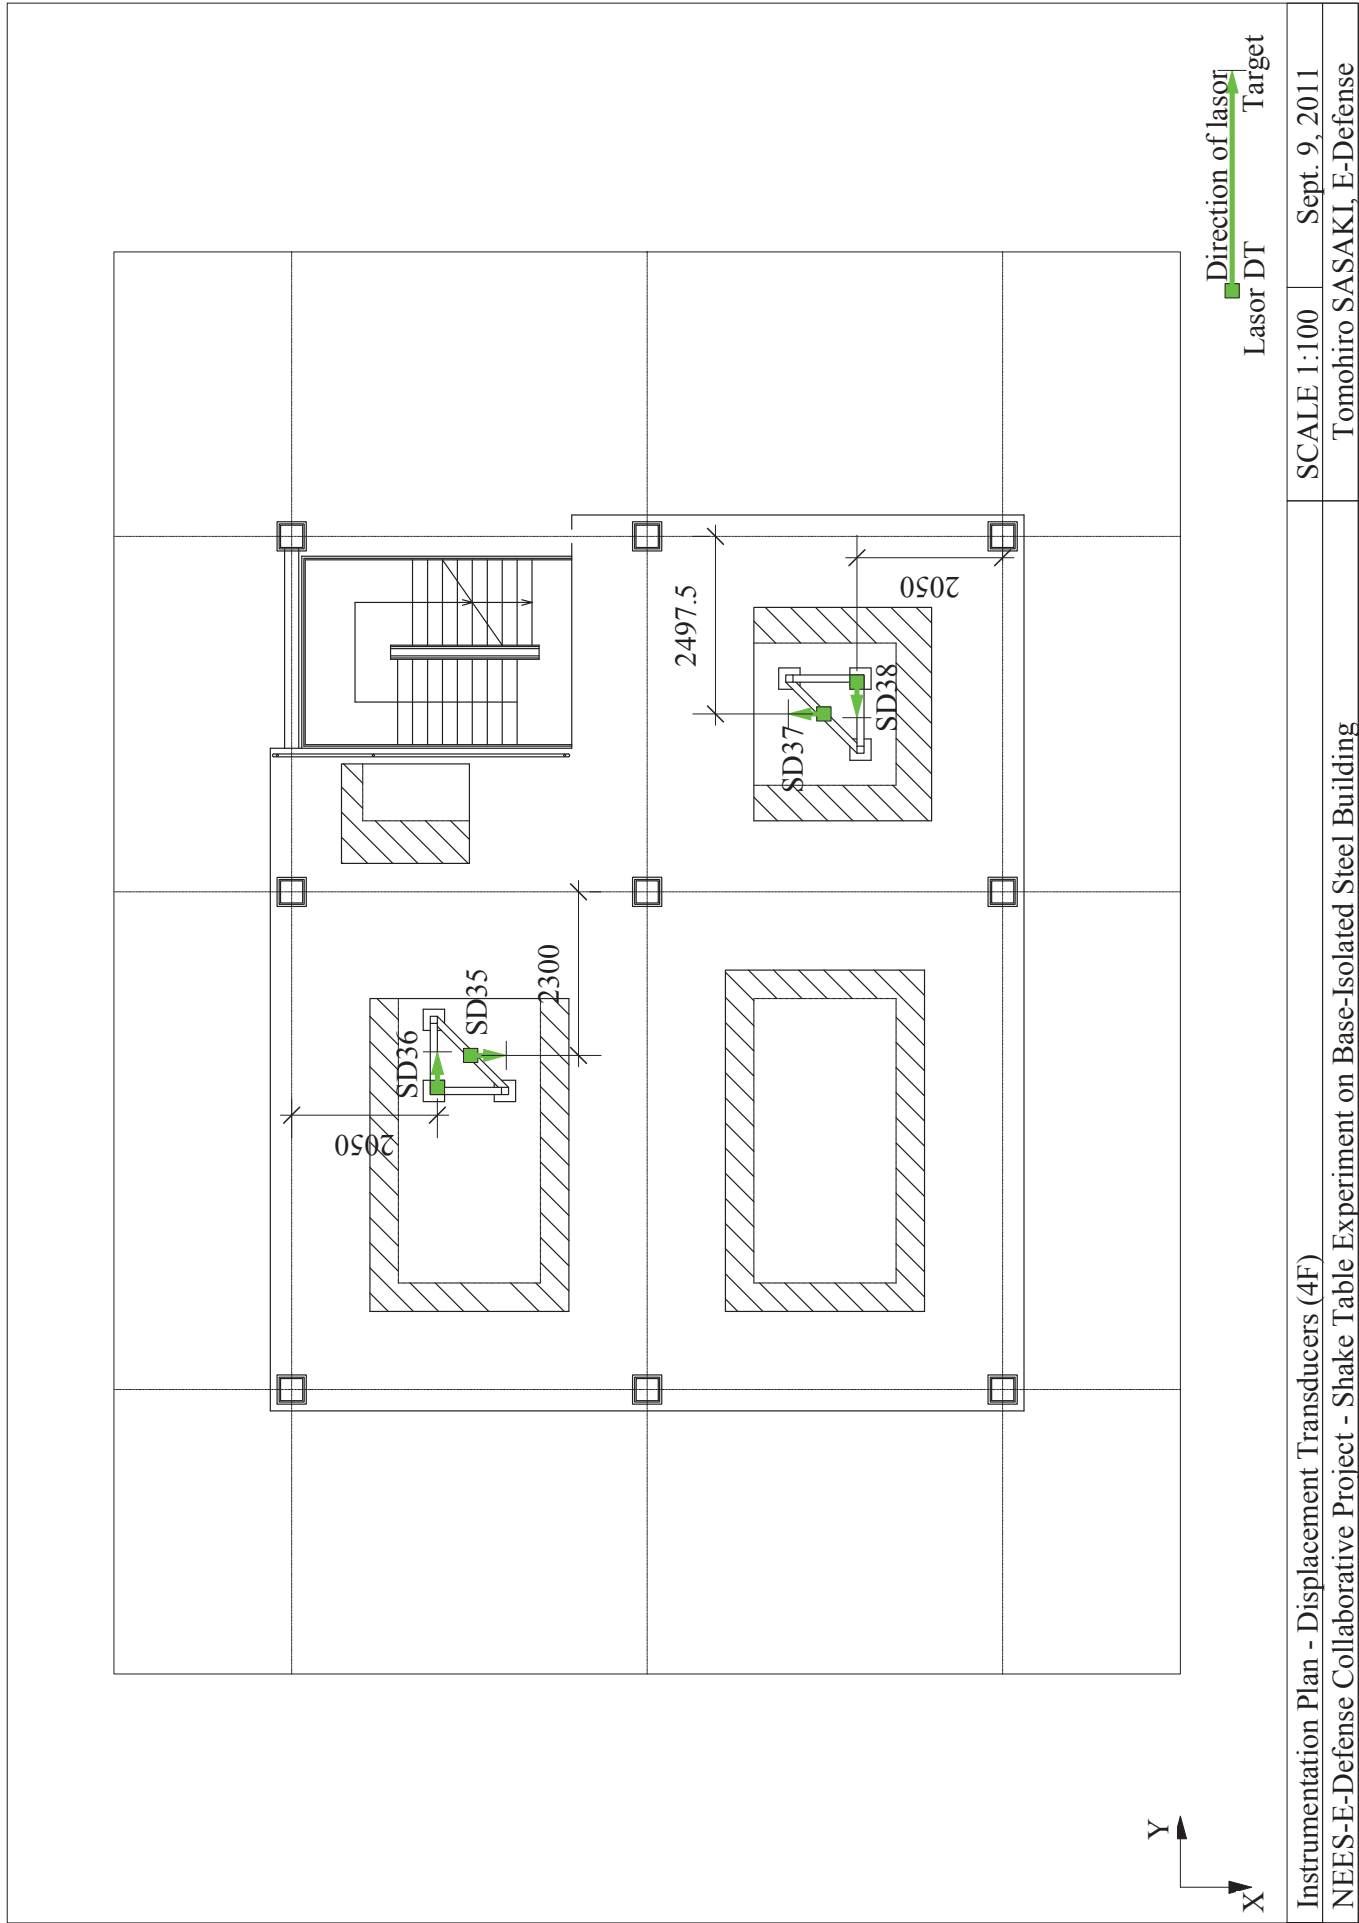 2050
SD36
SD35
2300
2497.5
SD37
SD38
2050
Y
X
Direction of lasor
Lasor DT Target
Instrumentation Plan - Displacement Transducers (4F)
SCALE 1:100
Sept. 9, 2011
NEES-E-Defense Collaborative Project - Shake Table Experiment on Base-Isolated Steel Building
Tomohiro SASAKI, E-Defense